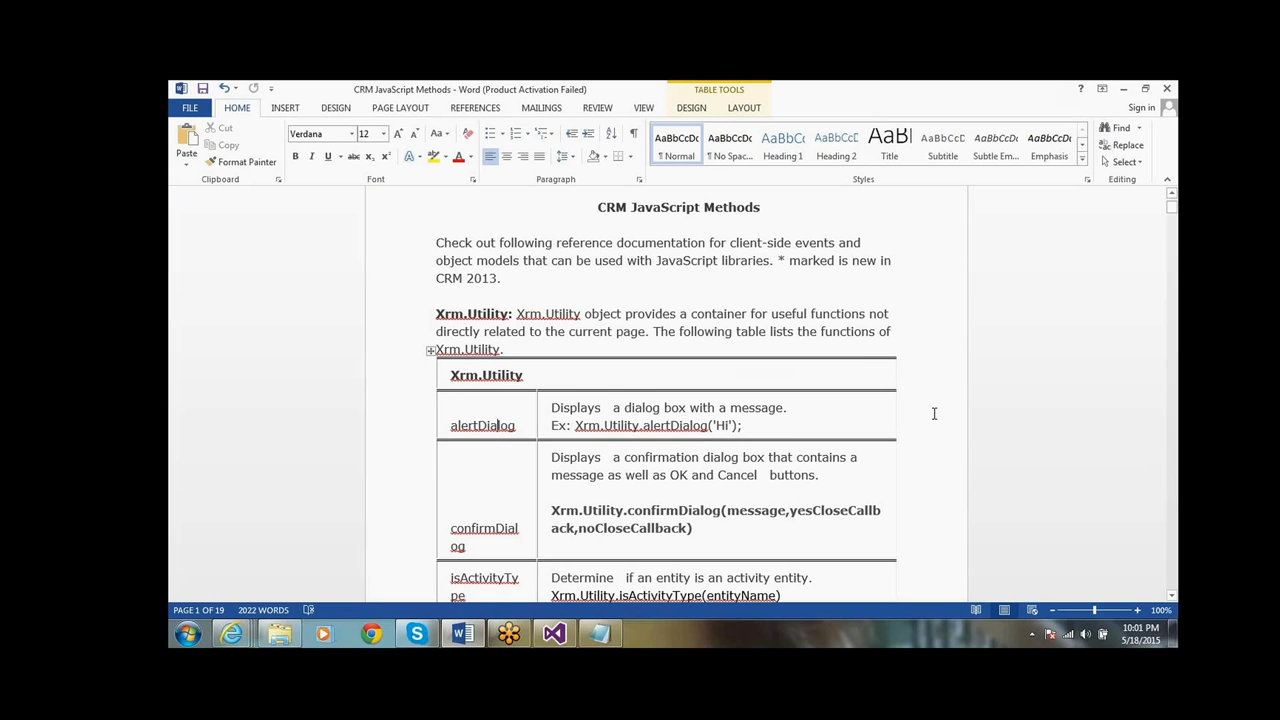 CRM JavaScript Methods - Word (Product Activation Failed)
TABLE TOOLS
FILE
HOME
INSERT
DESIGN
PAGE LAYOUT
REFERENCES
MAILINGS
REVIEW
VIEW
DESIGN
LAYOUT
Sign in
Paste
Cut
Copy
Format Painter
Clipboard
Verdana
12
Font
Paragraph
AaBbCcDc
¶ Normal
AaBbCcDc
¶ No Spac...
AaBbCc
Heading 1
AaBbCcC
Heading 2
AaBI
Title
AaBbCcC
Subtitle
AaBbCcDc
Subtle Em...
AaBbCcDc
Emphasis
Styles
Find
Replace
Select
Editing
CRM JavaScript Methods
Check out following reference documentation for client-side events and
object models that can be used with JavaScript libraries. * marked is new in
CRM 2013.
Xrm.Utility: Xrm.Utility object provides a container for useful functions not
directly related to the current page. The following table lists the functions of
Xrm.Utility.
Xrm.Utility
alertDialog
Displays a dialog box with a message.
Ex: Xrm.Utility.alertDialog('Hi');
confirmDial
og
Displays a confirmation dialog box that contains a
message as well as OK and Cancel buttons.
Xrm.Utility.confirmDialog(message,yesCloseCallb
ack,noCloseCallback)
isActivityTy
pe
Determine if an entity is an activity entity.
Xrm.Utility.isActivityType(entityName)
PAGE 1 OF 19
2022 WORDS
100%
10:01 PM
5/18/2015